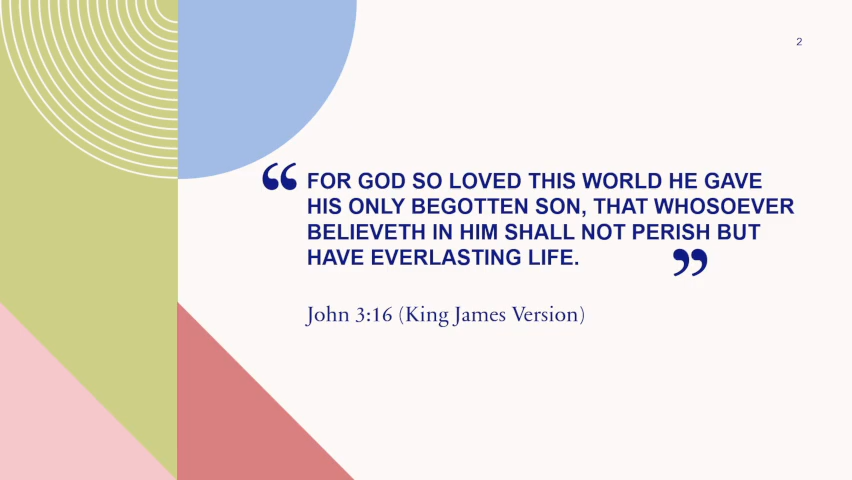 2
“ FOR GOD SO LOVED THIS WORLD HE GAVE
HIS ONLY BEGOTTEN SON, THAT WHOSOEVER
BELIEVETH IN HIM SHALL NOT PERISH BUT
HAVE EVERLASTING LIFE. ”
John 3:16 (King James Version)